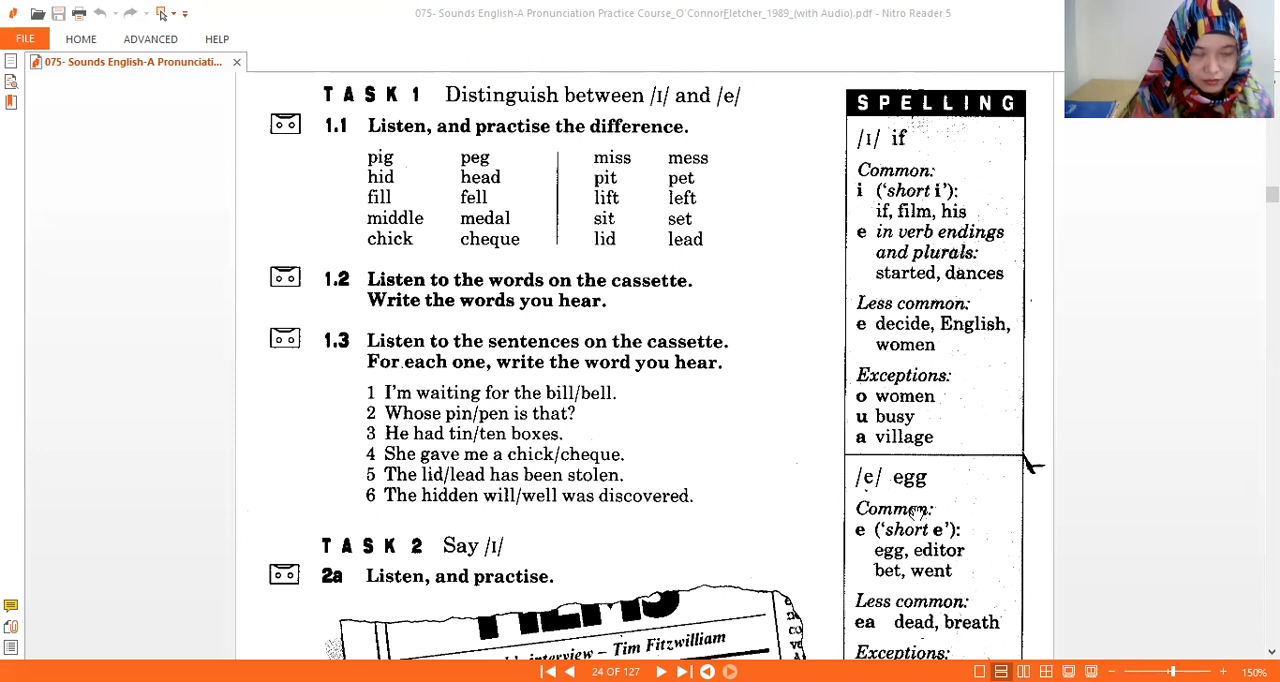 075- Sounds English-A Pronunciation Practice Course_O'ConnorFletcher_1989_(with Audio).pdf - Nitro Reader 5
FILE HOME ADVANCED HELP
075- Sounds English-A Pronunciati...
TASK 1 Distinguish between /ɪ/ and /e/
1.1 Listen, and practise the difference.
pig peg miss mess
hid head pit pet
fill fell lift left
middle medal sit set
chick cheque lid lead
1.2 Listen to the words on the cassette.
Write the words you hear.
1.3 Listen to the sentences on the cassette.
For each one, write the word you hear.
1 I'm waiting for the bill/bell.
2 Whose pin/pen is that?
3 He had tin/ten boxes.
4 She gave me a chick/cheque.
5 The lid/lead has been stolen.
6 The hidden will/well was discovered.
TASK 2 Say /ɪ/
2a Listen, and practise.
FILMS
interview – Tim Fitzwilliam
SPELLING
/ɪ/ if
Common:
i ('short i'):
if, film, his
e in verb endings
and plurals:
started, dances
Less common:
e decide, English,
women
Exceptions:
o women
u busy
a village
/e/ egg
Common:
e ('short e'):
egg, editor
bet, went
Less common:
ea dead, breath
Exceptions:
24 OF 127
150%